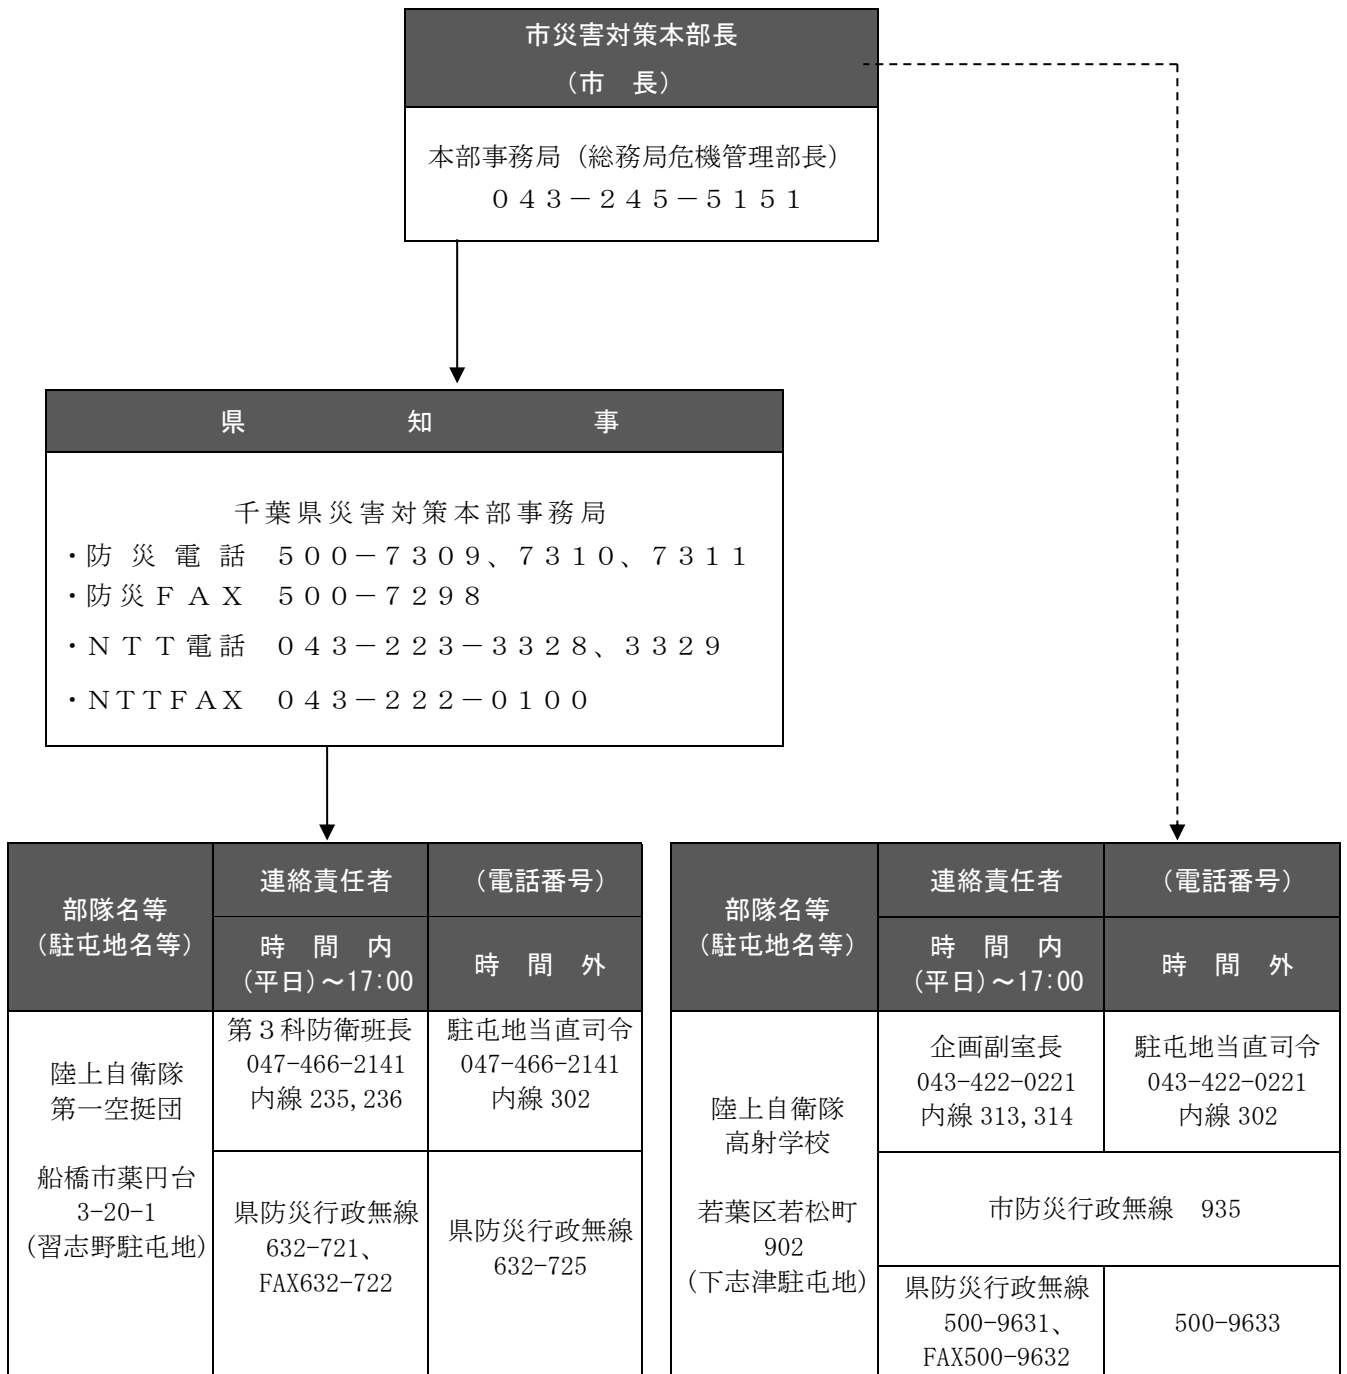 市災害対策本部長
（市　長）
本部事務局（総務局危機管理部長）
０４３－２４５－５１５１
県　知　事
千葉県災害対策本部事務局
・防 災 電 話　５００－７３０９、７３１０、７３１１
・防災ＦＡＸ　５００－７２９８
・ＮＴＴ電話　０４３－２２３－３３２８、３３２９
・ＮＴＴＦＡＸ　０４３－２２２－０１００
部隊名等
（駐屯地名等）
連絡責任者
（電話番号）
時　間　内
(平日)～17:00
時　間　外
陸上自衛隊
第一空挺団
船橋市薬円台
3-20-1
(習志野駐屯地)
第３科防衛班長
047-466-2141
内線 235,236
駐屯地当直司令
047-466-2141
内線 302
県防災行政無線
632-721、
FAX632-722
県防災行政無線
632-725
部隊名等
（駐屯地名等）
連絡責任者
（電話番号）
時　間　内
(平日)～17:00
時　間　外
陸上自衛隊
高射学校
若葉区若松町
902
(下志津駐屯地)
企画副室長
043-422-0221
内線 313,314
駐屯地当直司令
043-422-0221
内線 302
市防災行政無線　935
県防災行政無線
500-9631、
FAX500-9632
500-9633